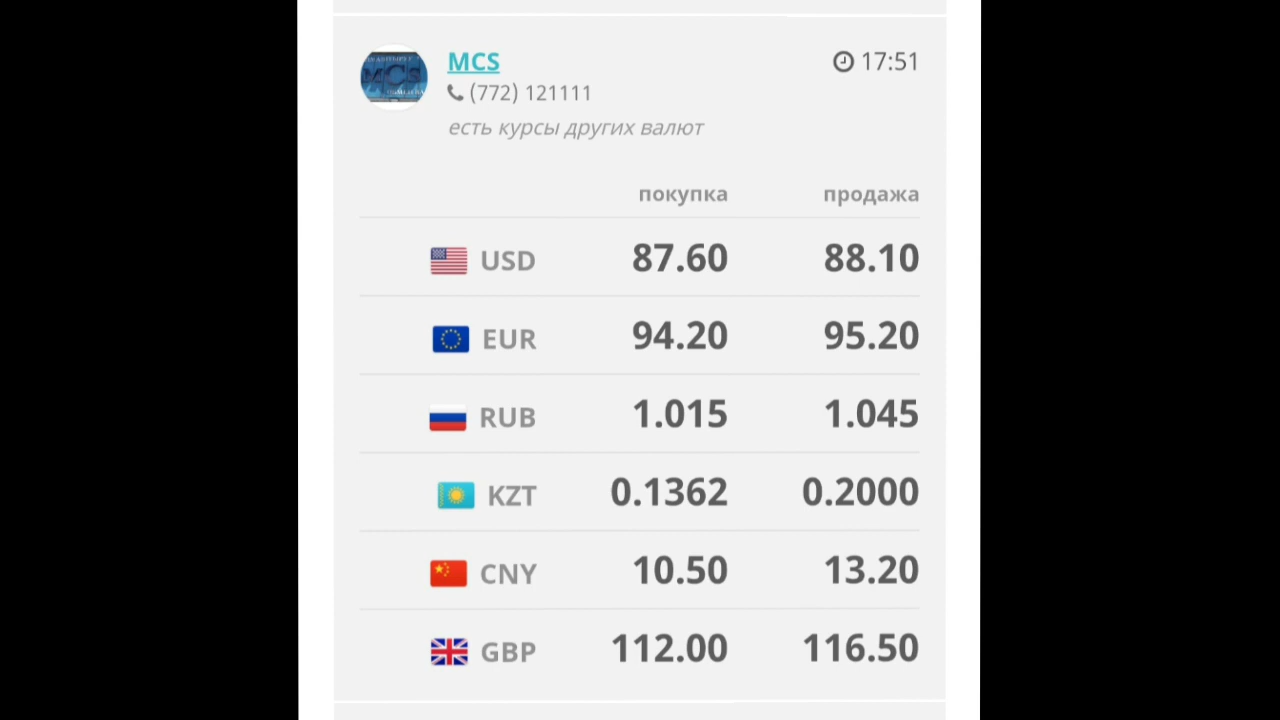 MCS 17:51
(772) 121111
есть курсы других валют
покупка продажа
USD 87.60 88.10
EUR 94.20 95.20
RUB 1.015 1.045
KZT 0.1362 0.2000
CNY 10.50 13.20
GBP 112.00 116.50